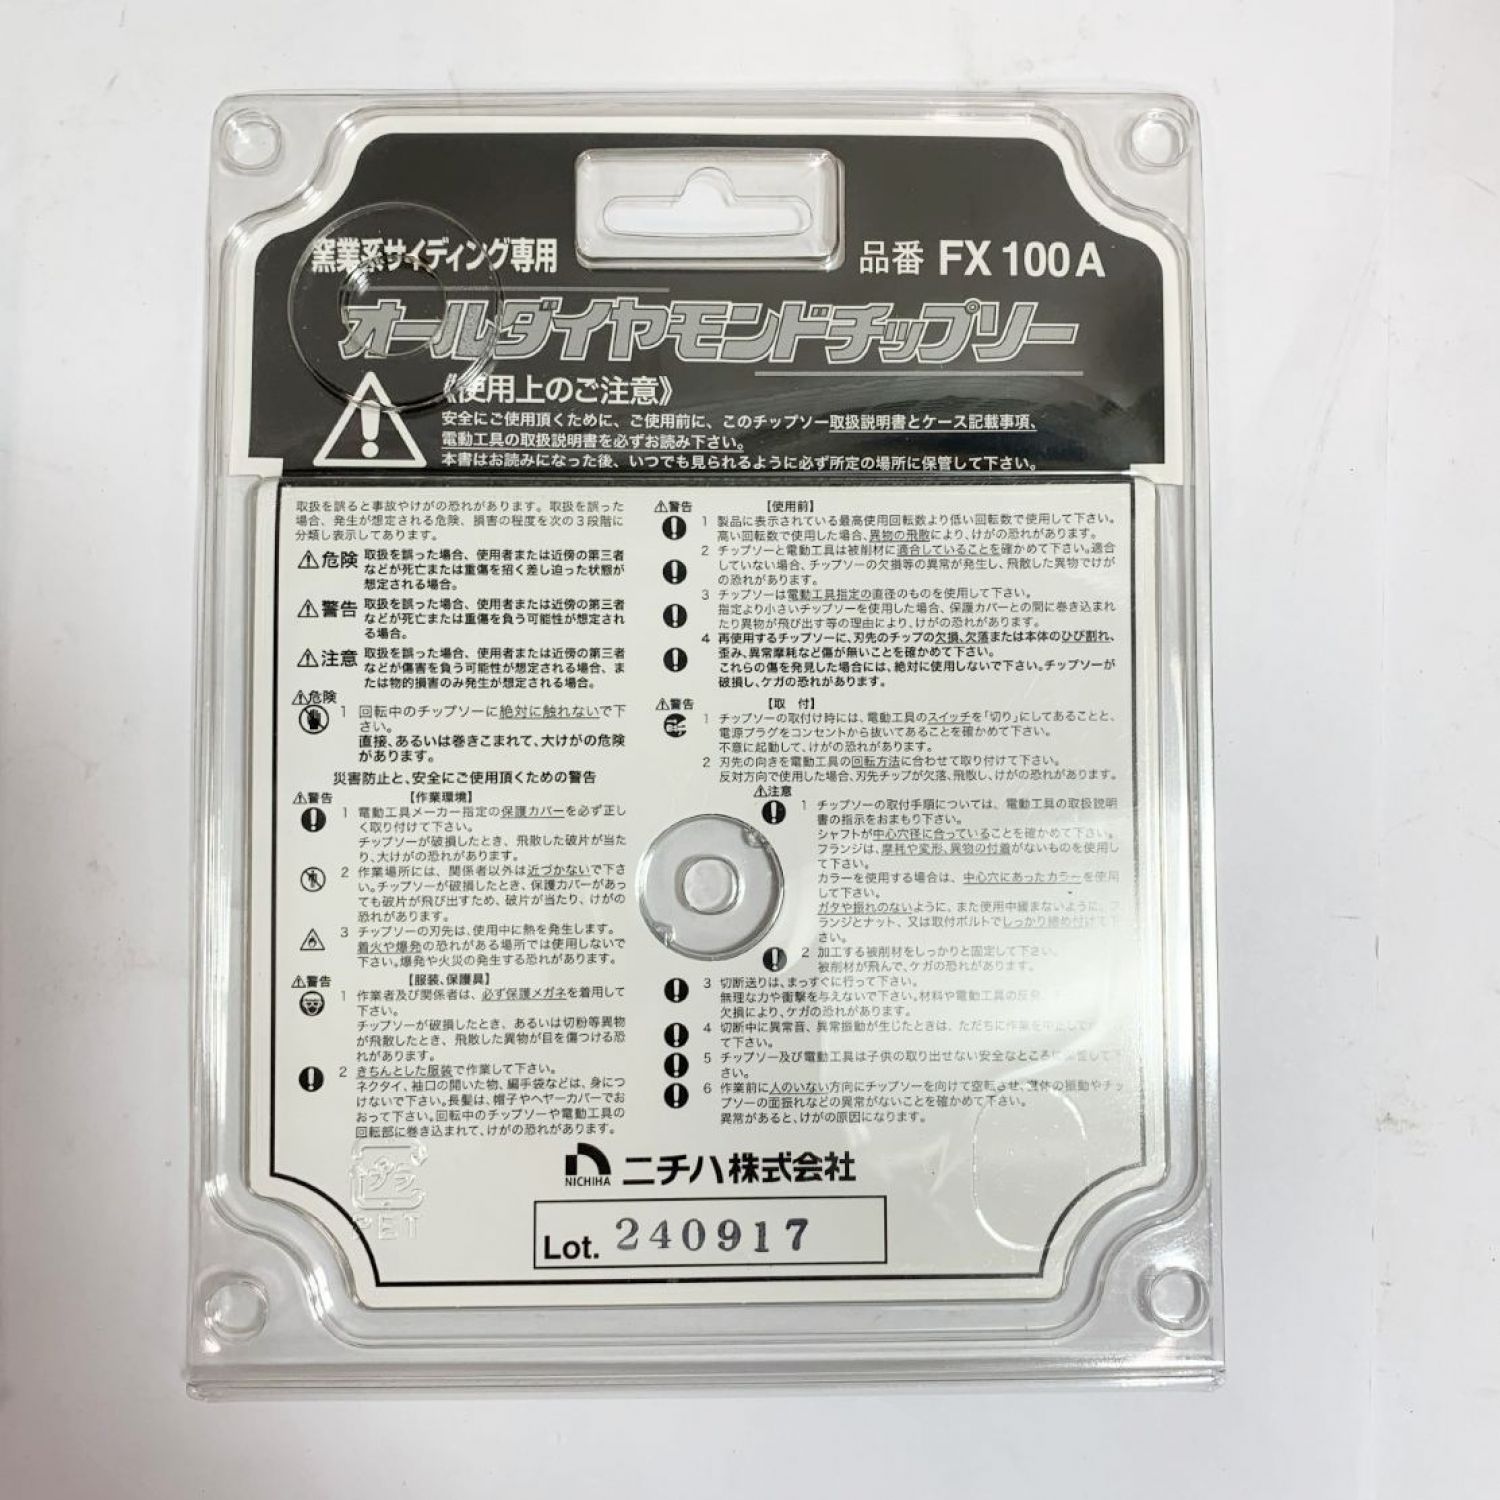 窯業系サイディング専用
品番 FX 100A
オールダイヤモンドチップソー
《使用上のご注意》
安全にご使用頂くために、ご使用前に、このチップソー取扱説明書とケース記載事項、
電動工具の取扱説明書を必ずお読み下さい。
本書はお読みになった後、いつでも見られるように必ず所定の場所に保管して下さい。
取扱を誤ると事故やけがの恐れがあります。取扱を誤った
場合、発生が想定される危険、損害の程度を次の3段階に
分類し表示してあります。
⚠危険 取扱を誤った場合、使用者または近傍の第三者
などが死亡または重傷を招く差し迫った状態が
想定される場合。
⚠警告 取扱を誤った場合、使用者または近傍の第三者
などが死亡または重傷を負う可能性が想定され
る場合。
⚠注意 取扱を誤った場合、使用者または近傍の第三者
などが傷害を負う可能性が想定される場合、ま
たは物的損害のみ発生が想定される場合。
⚠危険
1 回転中のチップソーに絶対に触れないで下
さい。
直接、あるいは巻きこまれて、大けがの危険
があります。
災害防止と、安全にご使用頂くための警告
⚠警告 【作業環境】
1 電動工具メーカー指定の保護カバーを必ず正し
く取り付けて下さい。
チップソーが破損したとき、飛散した破片が当た
り、大けがの恐れがあります。
2 作業場所には、関係者以外は近づかないで下さ
い。チップソーが破損したとき、保護カバーがあっ
ても破片が飛び出すため、破片が当たり、けがの
恐れがあります。
3 チップソーの刃先は、使用中に熱を発生します。
着火や爆発の恐れがある場所では使用しないで
下さい。爆発や火災の発生する恐れがあります。
⚠警告 【服装、保護具】
1 作業者及び関係者は、必ず保護メガネを着用して
下さい。
チップソーが破損したとき、あるいは切粉等異物
が飛散したとき、飛散した異物が目を傷つける恐
れがあります。
2 きちんとした服装で作業して下さい。
ネクタイ、袖口の開いた物、編手袋などは、身につ
けないで下さい。長髪は、帽子やヘヤーカバーでお
おって下さい。回転中のチップソーや電動工具の
回転部に巻き込まれて、けがの恐れがあります。
⚠警告 【使用前】
1 製品に表示されている最高使用回転数より低い回転数で使用して下さい。
高い回転数で使用した場合、異物の飛散により、けがの恐れがあります。
2 チップソーと電動工具は被削材に適合していることを確かめて下さい。適合
していない場合、チップソーの欠損等の異常が発生し、飛散した異物でけが
の恐れがあります。
3 チップソーは電動工具指定の直径のものを使用して下さい。
指定より小さいチップソーを使用した場合、保護カバーとの間に巻き込まれ
たり異物が飛び出す等の理由により、けがの恐れがあります。
4 再使用するチップソーに、刃先のチップの欠損、欠落または本体のひび割れ、
歪み、異常摩耗など傷が無いことを確かめて下さい。
これらの傷を発見した場合には、絶対に使用しないで下さい。チップソーが
破損し、ケガの恐れがあります。
⚠警告 【取 付】
1 チップソーの取付け時には、電動工具のスイッチを「切り」にしてあることと、
電源プラグをコンセントから抜いてあることを確かめて下さい。
不意に起動して、けがの恐れがあります。
2 刃先の向きを電動工具の回転方法に合わせて取り付けて下さい。
反対方向で使用した場合、刃先チップが欠落、飛散し、けがの恐れがあります。
⚠注意
1 チップソーの取付手順については、電動工具の取扱説明
書の指示をおまもり下さい。
シャフトが中心穴径に合っていることを確かめて下さい。
フランジは、摩耗や変形、異物の付着がないものを使用し
て下さい。
カラーを使用する場合は、中心穴にあったカラーを使用
して下さい。
ガタや振れのないように、また使用中緩まないように、フ
ランジとナット、又は取付ボルトでしっかり締め付けて下
さい。
2 加工する被削材をしっかりと固定して下さい。
被削材が飛んで、ケガの恐れがあります。
3 切断送りは、まっすぐに行って下さい。
無理な力や衝撃を与えないで下さい。材料や電動工具の反発、
欠損により、ケガの恐れがあります。
4 切断中に異常音、異常振動が生じたときは、ただちに作業を中止して
て下さい。
5 チップソー及び電動工具は子供の取り出せない安全なところに保管して下
さい。
6 作業前に人のいない方向にチップソーを向けて空転させ、機体の振動やチッ
プソーの面振れなどの異常がないことを確かめて下さい。
異常があると、けがの原因になります。
プラ
PET
NICHIHA ニチハ株式会社
Lot. 240917